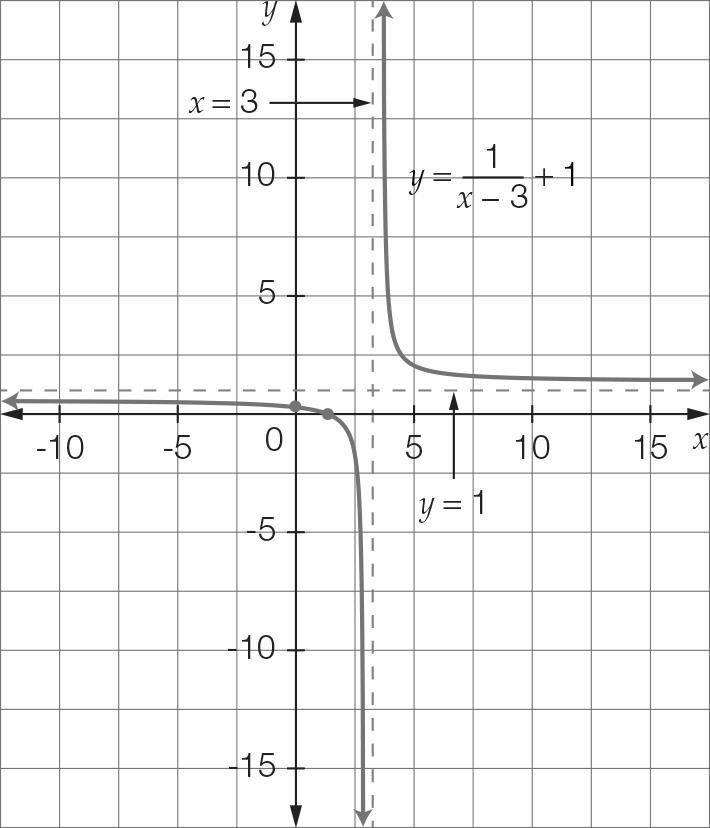 y
15
x = 3
10
y = 1/(x − 3) + 1
5
-10 -5 0 5 10 15 x
y = 1
-5
-10
-15